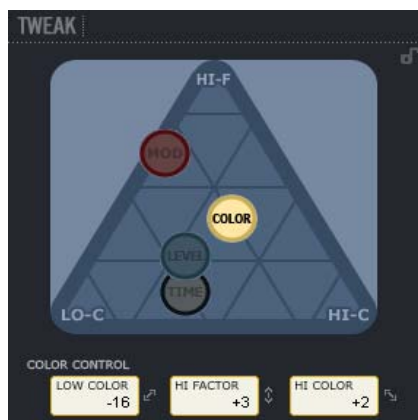 TWEAK
HI-F
MOD
COLOR
LEVEL
TIME
LO-C HI-C
COLOR CONTROL
LOW COLOR HI FACTOR HI COLOR
-16 +3 +2